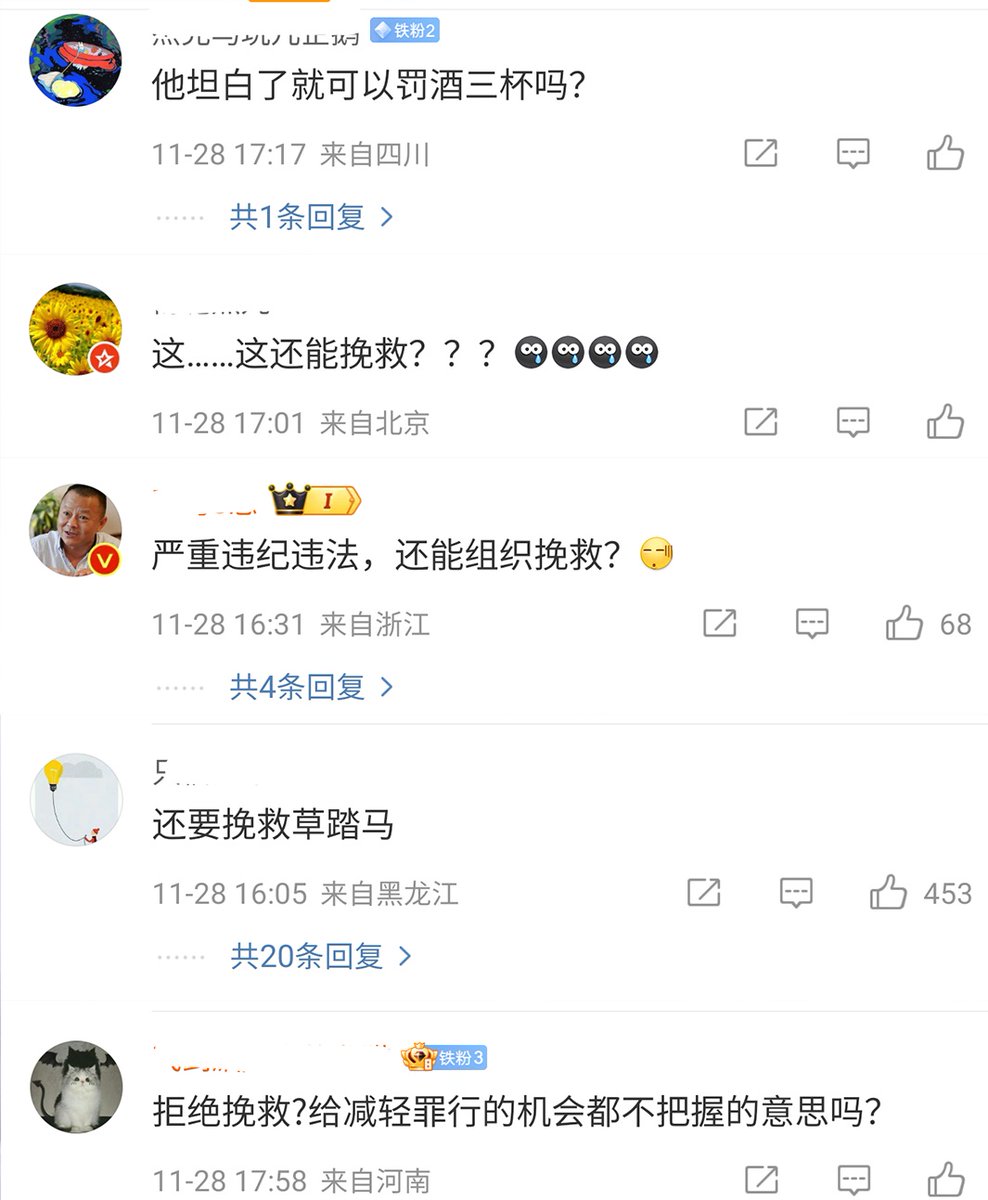 铁粉2
他坦白了就可以罚酒三杯吗？
11-28 17:17 来自四川
共1条回复
这……这还能挽救？？？
11-28 17:01 来自北京
I
严重违纪违法，还能组织挽救？
11-28 16:31 来自浙江 68
共4条回复
还要挽救草踏马
11-28 16:05 来自黑龙江 453
共20条回复
铁粉3
拒绝挽救?给减轻罪行的机会都不把握的意思吗？
11-28 17:58 来自河南